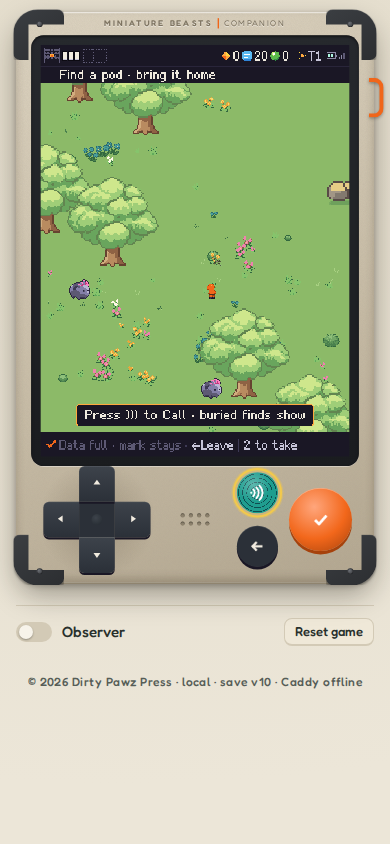 MINIATURE BEASTS | COMPANION
0 20 0 T1
Find a pod · bring it home
Press ))) to Call · buried finds show
✓Data full · mark stays · ←Leave | 2 to take
Observer
Reset game
© 2026 Dirty Pawz Press · local · save v10 · Caddy offline